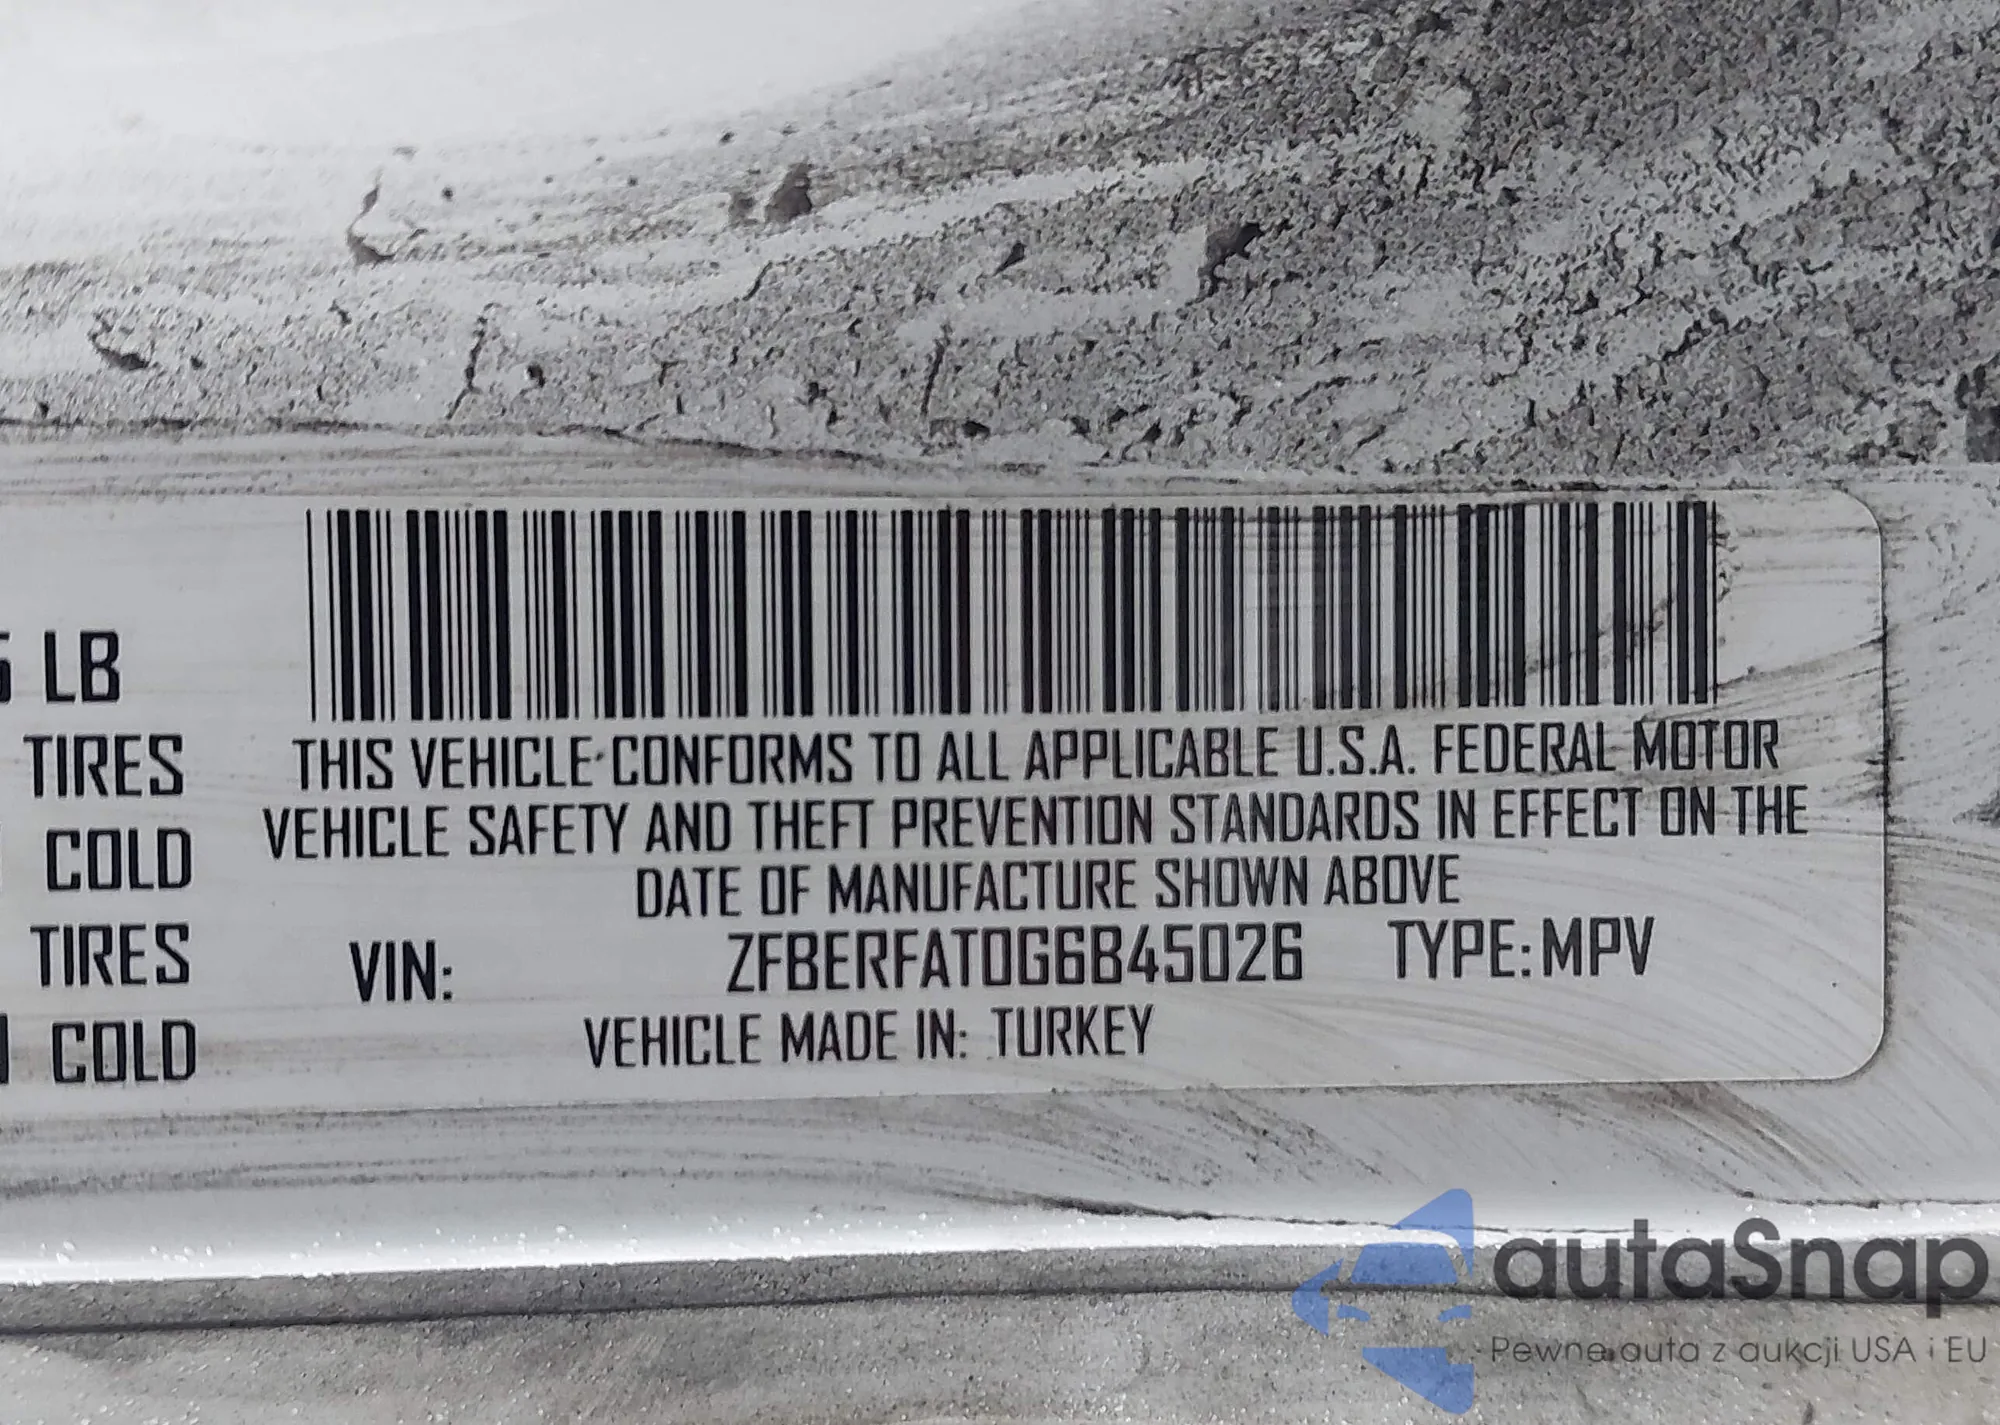 LB
TIRES
COLD
TIRES
COLD
THIS VEHICLE CONFORMS TO ALL APPLICABLE U.S.A. FEDERAL MOTOR
VEHICLE SAFETY AND THEFT PREVENTION STANDARDS IN EFFECT ON THE
DATE OF MANUFACTURE SHOWN ABOVE
VIN: ZFBERFAT0G6B45026 TYPE: MPV
VEHICLE MADE IN: TURKEY
autaSnap
Pewne auta z aukcji USA i EU